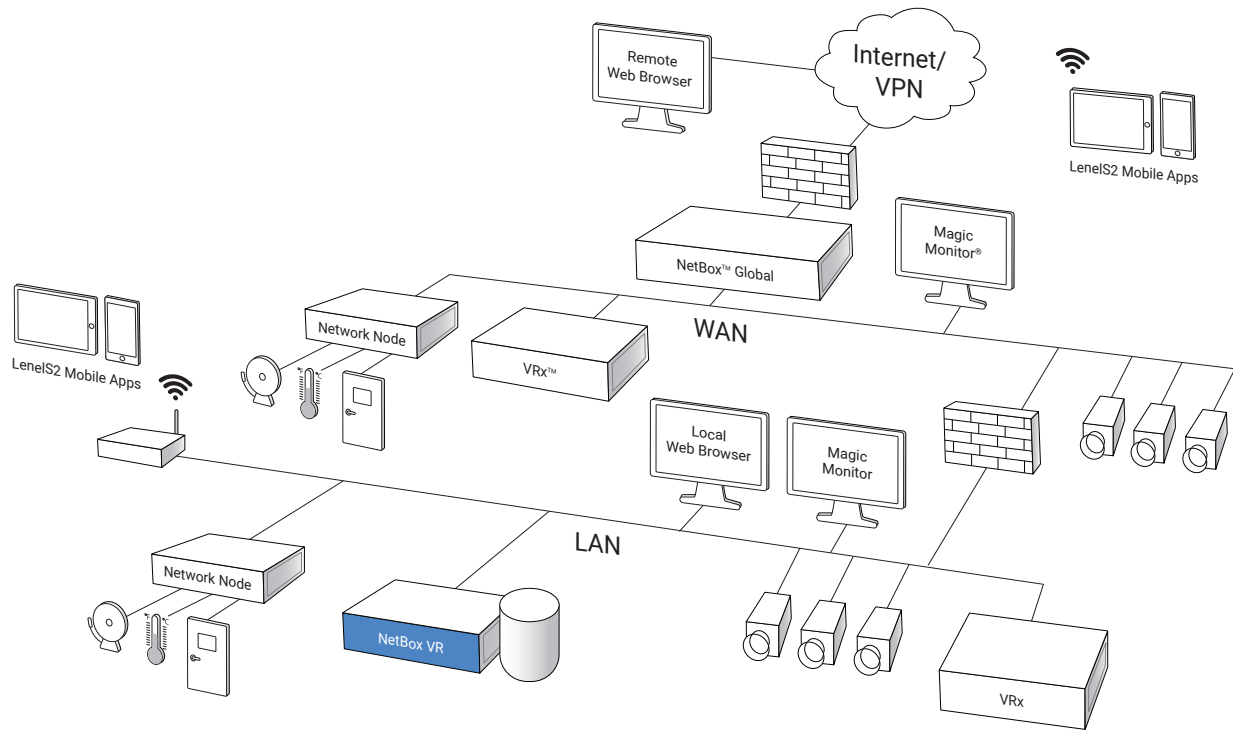 Remote
Web Browser
Internet/
VPN
LenelS2 Mobile Apps
Magic
Monitor®
NetBox™ Global
WAN
Network Node
°F
°C
VRx™
LenelS2 Mobile Apps
Local
Web Browser
Magic
Monitor
LAN
Network Node
°F
°C
NetBox VR
VRx